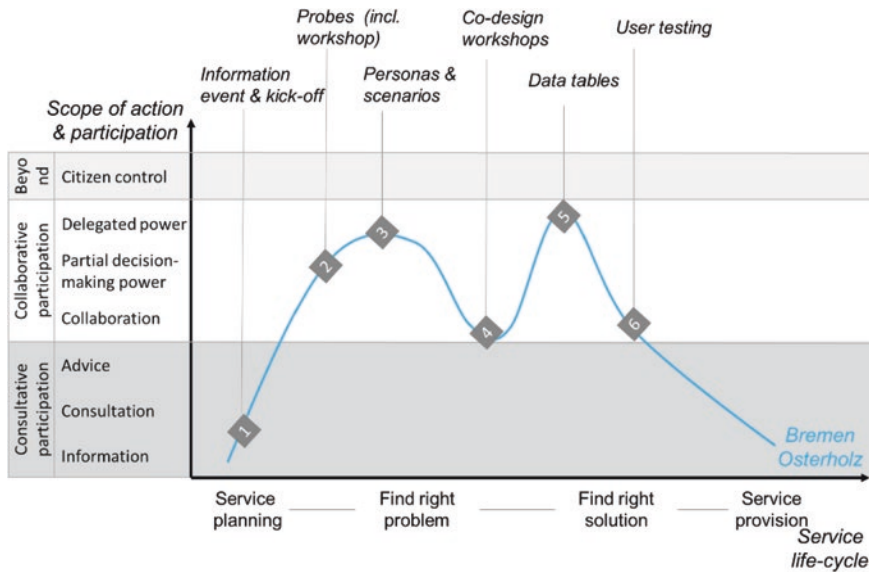 Probes (incl.
workshop)
Co-design
workshops
User testing
Information
event & kick-off
Personas &
scenarios
Data tables
Scope of action
& participation
Beyo
nd
Citizen control
Collaborative
participation
Delegated power
Partial decision-
making power
Collaboration
Consultative
participation
Advice
Consultation
Information
1
2
3
4
5
6
Bremen
Osterholz
Service
planning
Find right
problem
Find right
solution
Service
provision
Service
life-cycle